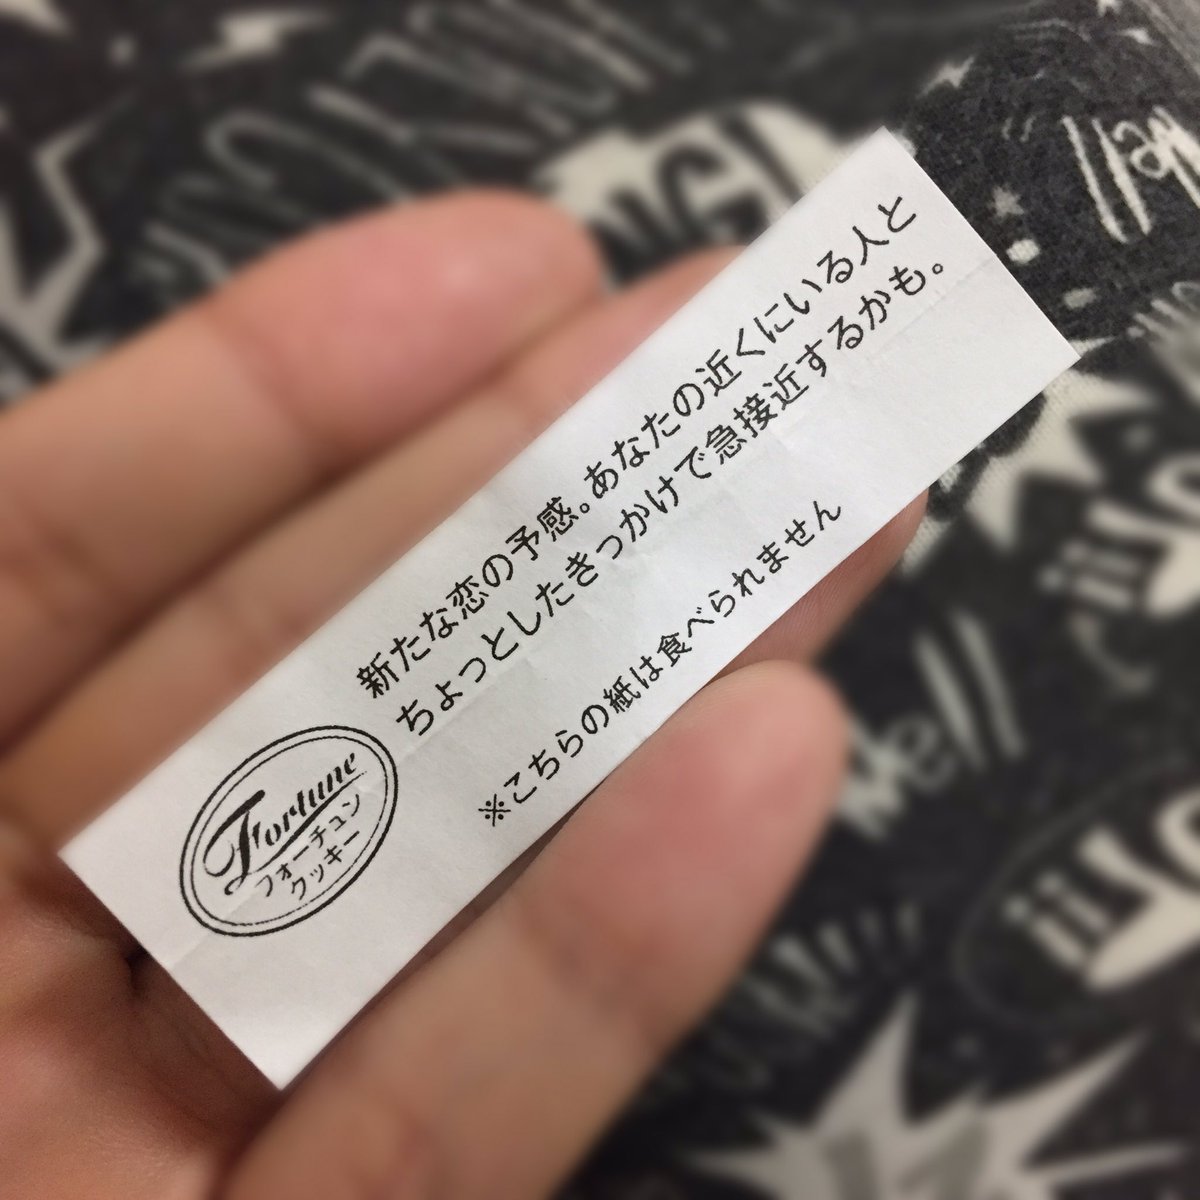 新たな恋の予感。あなたの近くにいる人と
ちょっとしたきっかけで急接近するかも。
※こちらの紙は食べられません
Fortune
フォーチュン
クッキー